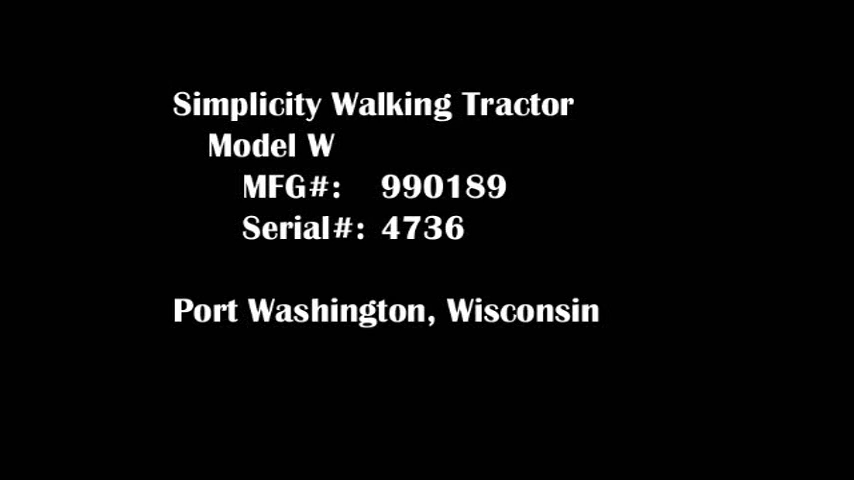 Simplicity Walking Tractor
Model W
MFG#: 990189
Serial#: 4736
Port Washington, Wisconsin